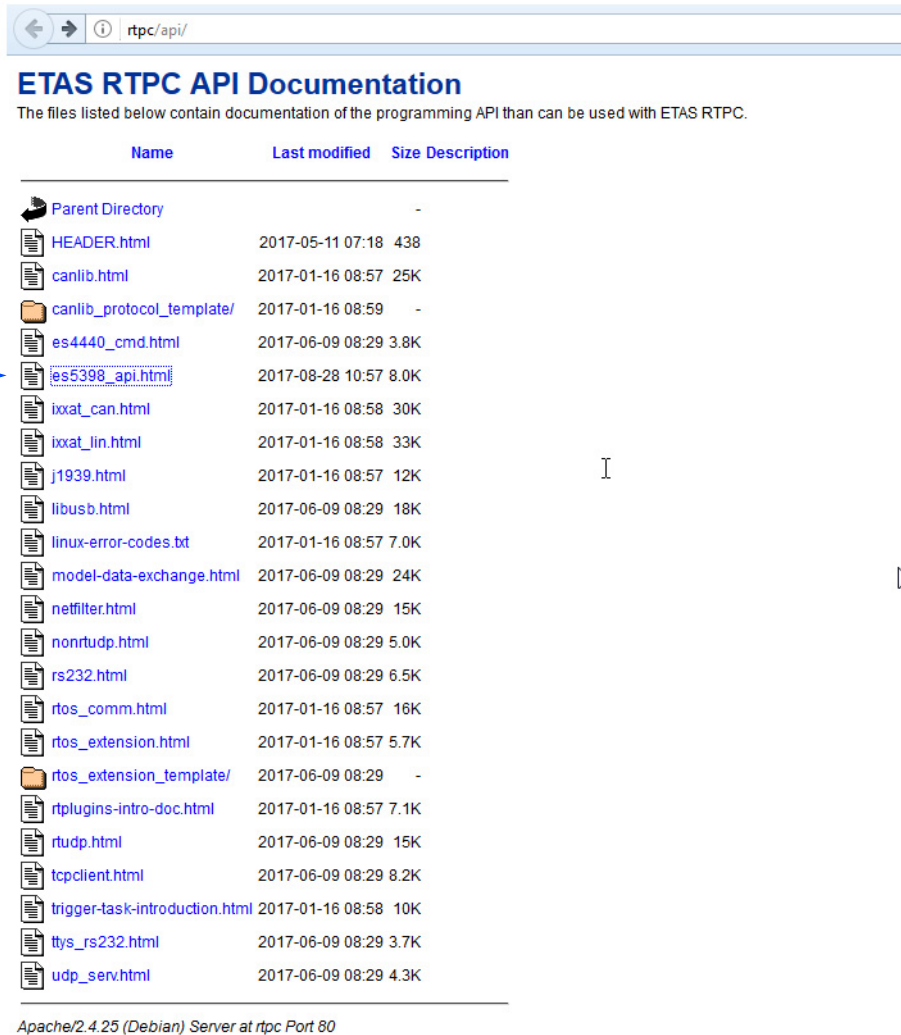 rtpc/api/
ETAS RTPC API Documentation
The files listed below contain documentation of the programming API than can be used with ETAS RTPC.
Name Last modified Size Description
Parent Directory -
HEADER.html 2017-05-11 07:18 438
canlib.html 2017-01-16 08:57 25K
canlib_protocol_template/ 2017-01-16 08:59 -
es4440_cmd.html 2017-06-09 08:29 3.8K
es5398_api.html 2017-08-28 10:57 8.0K
ixxat_can.html 2017-01-16 08:58 30K
ixxat_lin.html 2017-01-16 08:58 33K
j1939.html 2017-01-16 08:57 12K
libusb.html 2017-06-09 08:29 18K
linux-error-codes.txt 2017-01-16 08:57 7.0K
model-data-exchange.html 2017-06-09 08:29 24K
netfilter.html 2017-06-09 08:29 15K
nonrtudp.html 2017-06-09 08:29 5.0K
rs232.html 2017-06-09 08:29 6.5K
rtos_comm.html 2017-01-16 08:57 16K
rtos_extension.html 2017-01-16 08:57 5.7K
rtos_extension_template/ 2017-06-09 08:29 -
rtplugins-intro-doc.html 2017-01-16 08:57 7.1K
rtudp.html 2017-06-09 08:29 15K
tcpclient.html 2017-06-09 08:29 8.2K
trigger-task-introduction.html 2017-01-16 08:58 10K
ttys_rs232.html 2017-06-09 08:29 3.7K
udp_serv.html 2017-06-09 08:29 4.3K
Apache/2.4.25 (Debian) Server at rtpc Port 80